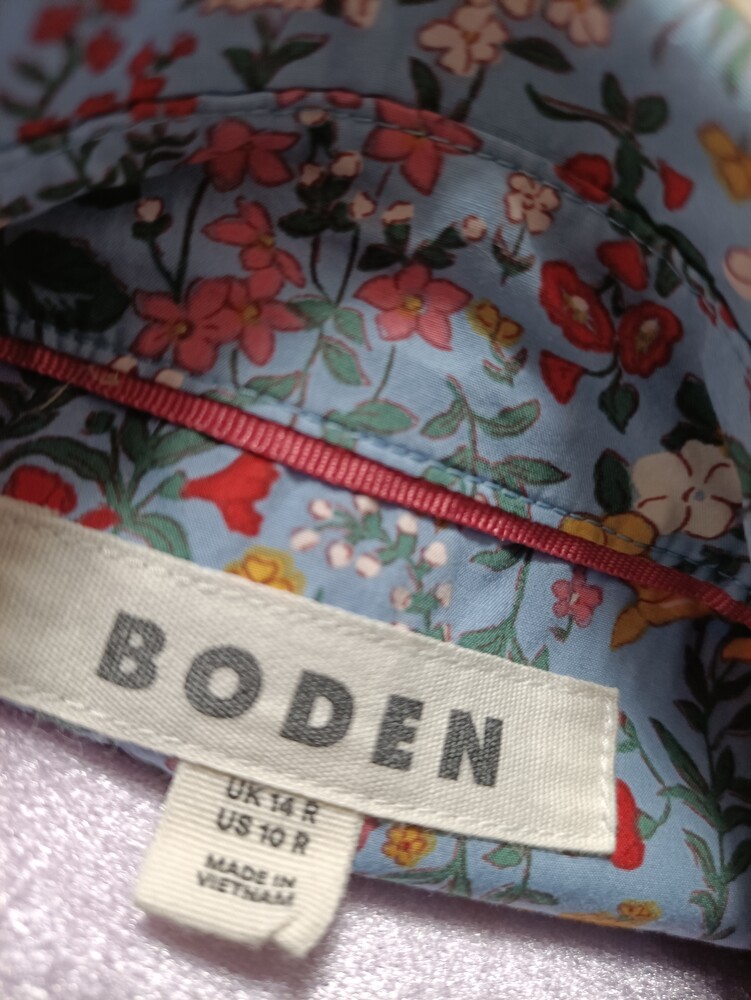 BODEN
UK 14 R
US 10 R
MADE IN
VIETNAM